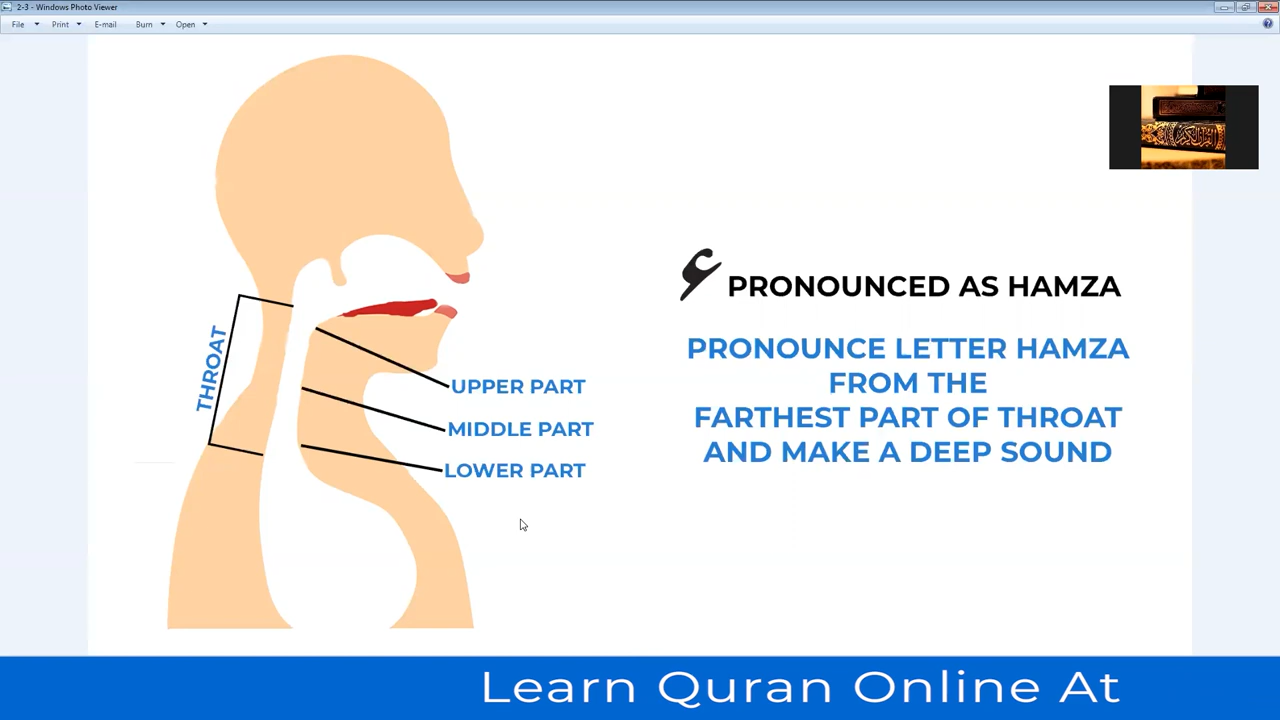 2-3 - Windows Photo Viewer
File Print E-mail Burn Open
THROAT
UPPER PART
MIDDLE PART
LOWER PART
ء PRONOUNCED AS HAMZA
PRONOUNCE LETTER HAMZA
FROM THE
FARTHEST PART OF THROAT
AND MAKE A DEEP SOUND
Learn Quran Online At